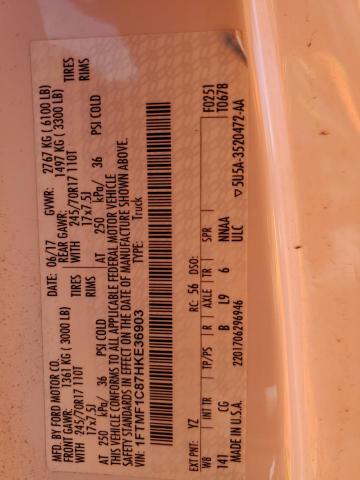 MFD. BY FORD MOTOR CO.
DATE: 06/17 GVWR: 2767 KG ( 6100 LB)
FRONT GAWR: 1361 KG ( 3000 LB) REAR GAWR: 1497 KG ( 3300 LB)
WITH 245/70R17 110T TIRES
17x7.5J RIMS
AT 250 kPa/ 36 PSI COLD
WITH 245/70R17 110T TIRES
17x7.5J RIMS
AT 250 kPa/ 36 PSI COLD
THIS VEHICLE CONFORMS TO ALL APPLICABLE FEDERAL MOTOR VEHICLE
SAFETY STANDARDS IN EFFECT ON THE DATE OF MANUFACTURE SHOWN ABOVE.
VIN: 1FTMF1C87HKE36903
TYPE: Truck
F0251
T0678
EXT PNT: YZ RC: 56 DSO:
WB INT TR TP/PS R AXLE TR SPR
141 CG B L9 6 NNAA
MADE IN U.S.A. ULC
2201706296946
5U5A-3520472-AA